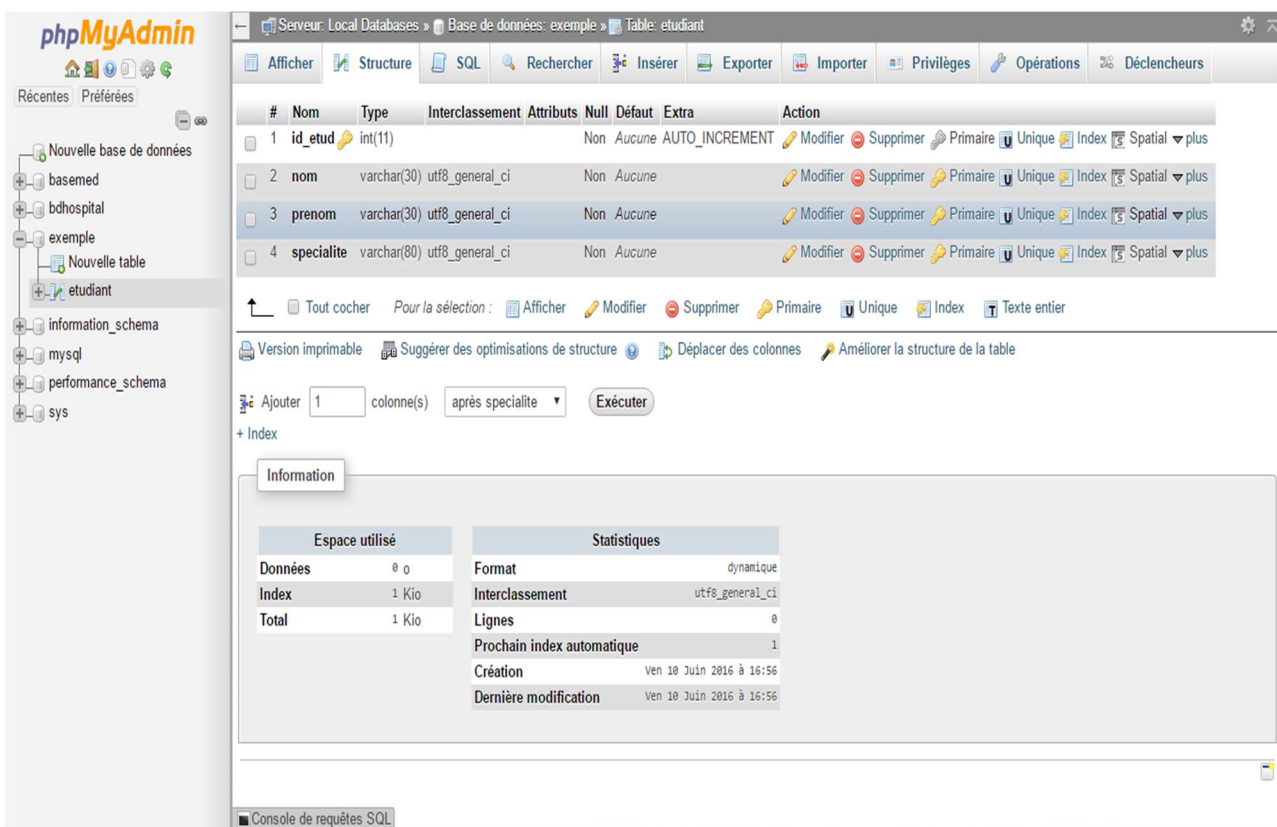 phpMyAdmin
Récentes Préférées
Nouvelle base de données
basemed
bdhospital
exemple
Nouvelle table
etudiant
information_schema
mysql
performance_schema
sys
Serveur: Local Databases » Base de données: exemple » Table: etudiant
Afficher Structure SQL Rechercher Insérer Exporter Importer Privilèges Opérations Déclencheurs
# Nom Type Interclassement Attributs Null Défaut Extra Action
1 id_etud int(11) Non Aucune AUTO_INCREMENT Modifier Supprimer Primaire Unique Index Spatial plus
2 nom varchar(30) utf8_general_ci Non Aucune Modifier Supprimer Primaire Unique Index Spatial plus
3 prenom varchar(30) utf8_general_ci Non Aucune Modifier Supprimer Primaire Unique Index Spatial plus
4 specialite varchar(80) utf8_general_ci Non Aucune Modifier Supprimer Primaire Unique Index Spatial plus
Tout cocher Pour la sélection : Afficher Modifier Supprimer Primaire Unique Index Texte entier
Version imprimable Suggérer des optimisations de structure Déplacer des colonnes Améliorer la structure de la table
Ajouter 1 colonne(s) après specialite Exécuter
+ Index
Information
Espace utilisé
Données 0 o
Index 1 Kio
Total 1 Kio
Statistiques
Format dynamique
Interclassement utf8_general_ci
Lignes 0
Prochain index automatique 1
Création Ven 10 Juin 2016 à 16:56
Dernière modification Ven 10 Juin 2016 à 16:56
Console de requêtes SQL